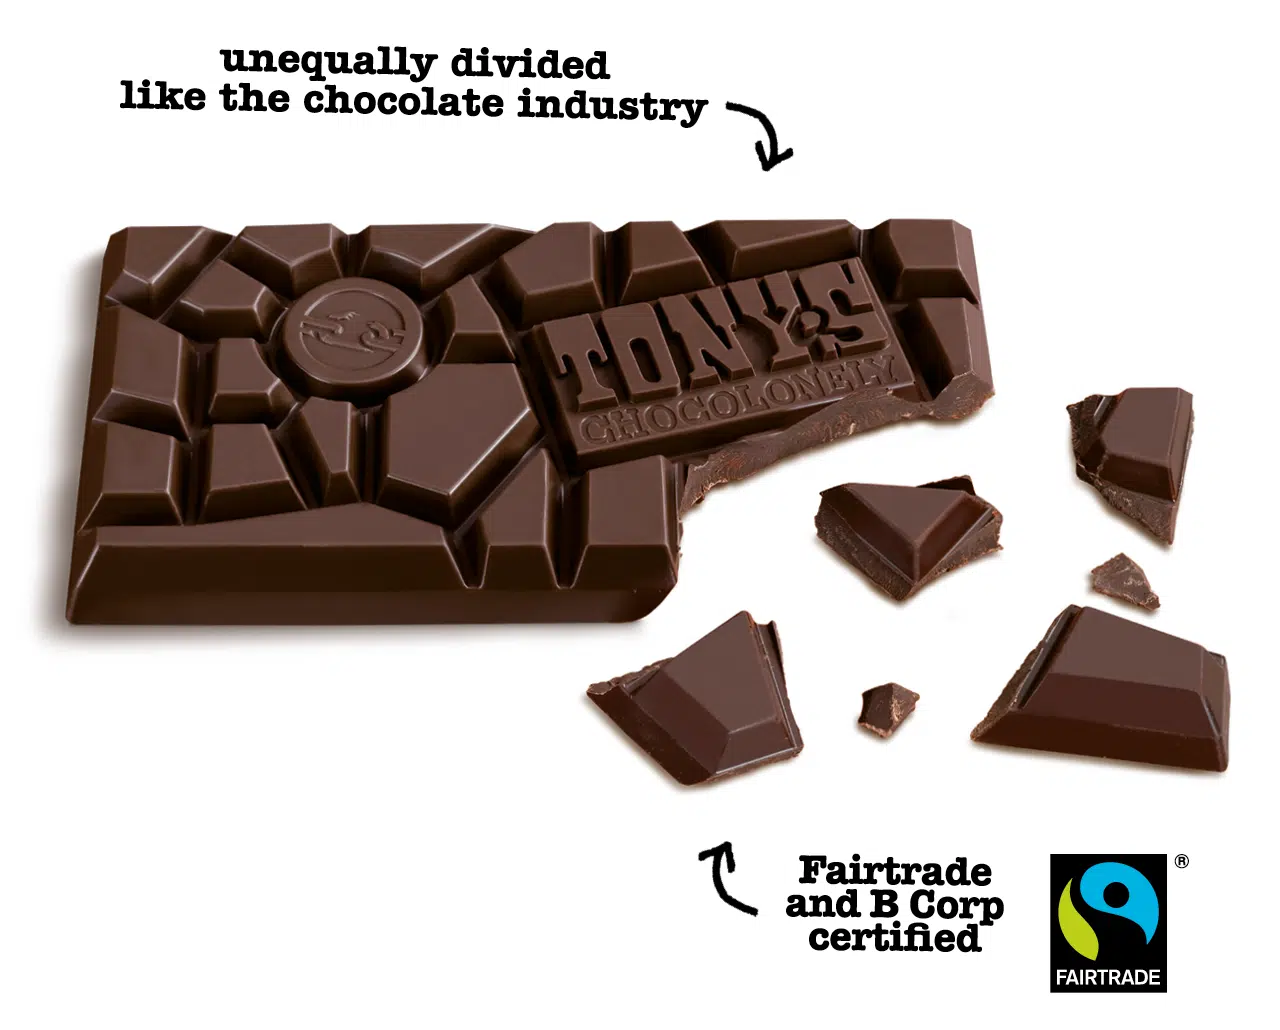 unequally divided
like the chocolate industry
TONY'S
CHOCOLONELY
Fairtrade
and B Corp
certified
®
FAIRTRADE